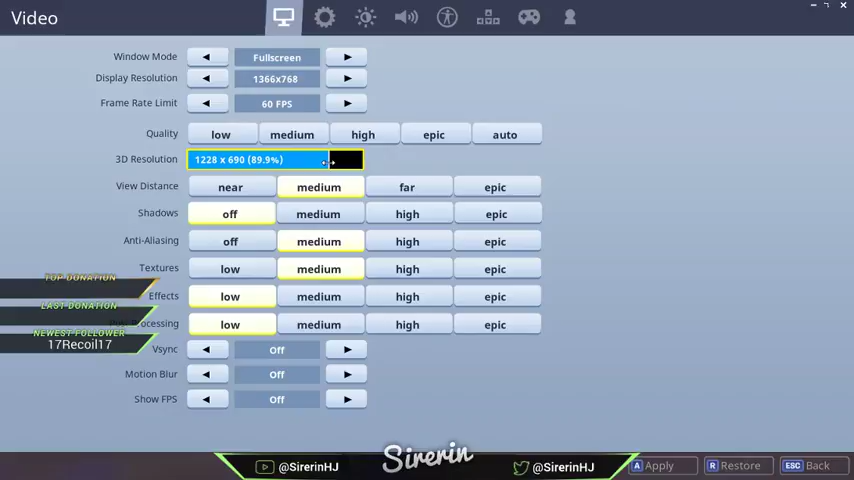 Video
Window Mode Fullscreen
Display Resolution 1366x768
Frame Rate Limit 60 FPS
Quality low medium high epic auto
3D Resolution 1228 x 690 (89.9%)
View Distance near medium far epic
Shadows off medium high epic
Anti-Aliasing off medium high epic
Textures low medium high epic
TOP DONATION
Effects low medium high epic
LAST DONATION
Processing low medium high epic
NEWEST FOLLOWER
17Recoil17
Vsync Off
Motion Blur Off
Show FPS Off
@SirerinHJ Sirerin @SirerinHJ
A Apply R Restore ESC Back